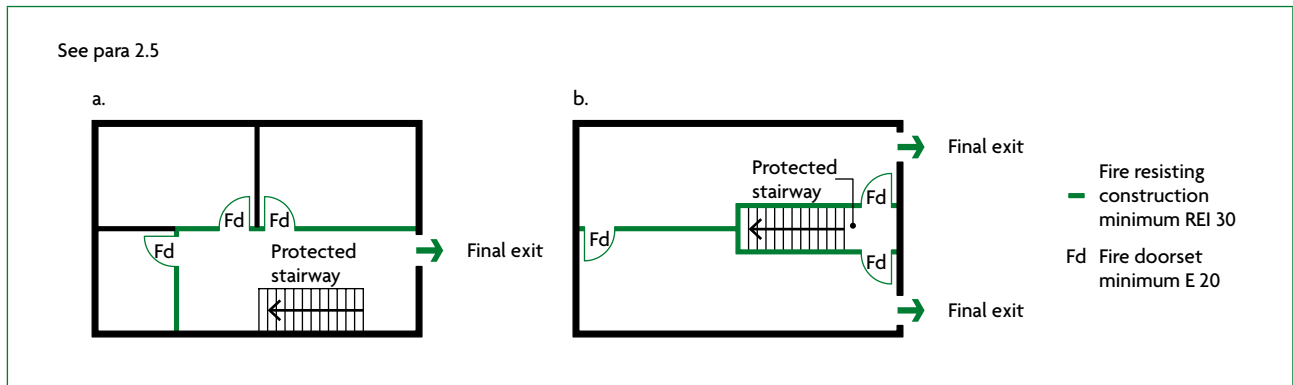 See para 2.5
a.
Fd
Fd
Fd
Protected
stairway
Final exit
b.
Final exit
Protected
stairway
Fd
Fd
Fd
Final exit
Fire resisting
construction
minimum REI 30
Fd Fire doorset
minimum E 20